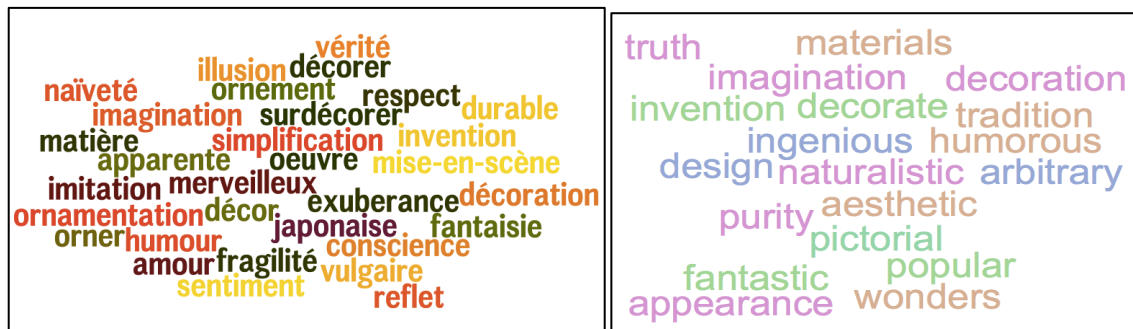 vérité
illusion décorer
naïveté ornement respect durable
imagination surdécorer invention
matière simplification
apparente oeuvre mise-en-scène
imitation merveilleux exuberance décoration
ornamentation décor japonaise fantaisie
orner humour conscience
amour fragilité vulgaire
sentiment reflet
truth materials
imagination decoration
invention decorate tradition
ingenious humorous
design naturalistic arbitrary
purity aesthetic
pictorial
fantastic popular
appearance wonders